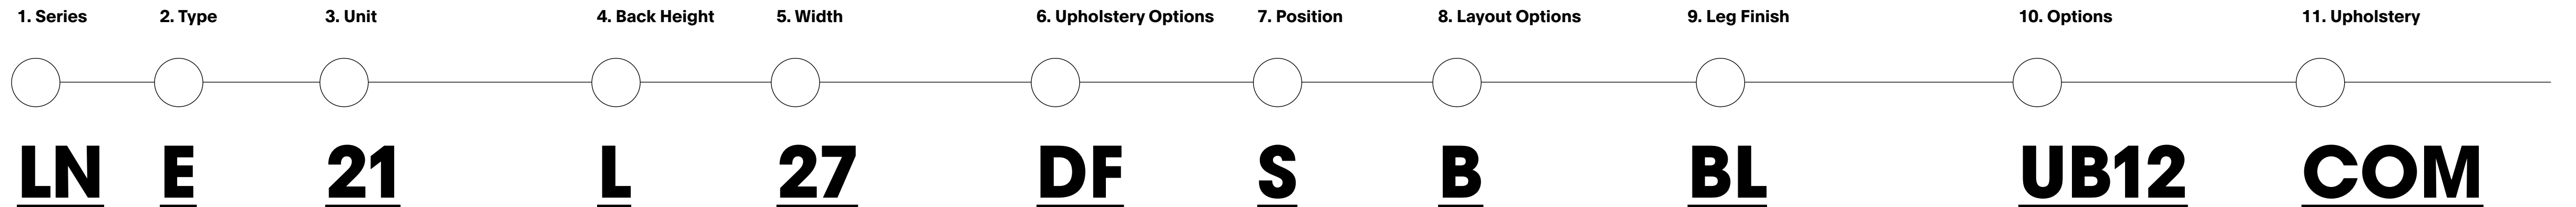 1. Series 2. Type 3. Unit 4. Back Height 5. Width 6. Upholstery Options 7. Position 8. Layout Options 9. Leg Finish 10. Options 11. Upholstery
LN E 21 L 27 DF S B BL UB12 COM